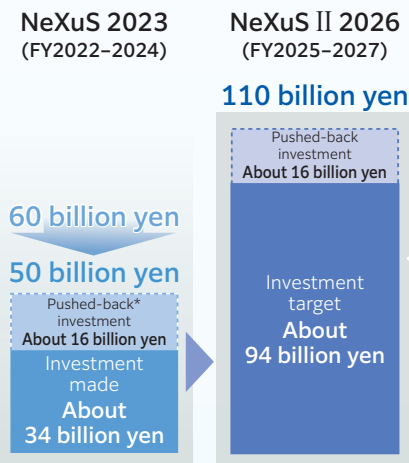 NeXuS 2023
(FY2022–2024)
60 billion yen
50 billion yen
Pushed-back*
investment
About 16 billion yen
Investment
made
About
34 billion yen
NeXuS II 2026
(FY2025–2027)
110 billion yen
Pushed-back
investment
About 16 billion yen
Investment
target
About
94 billion yen